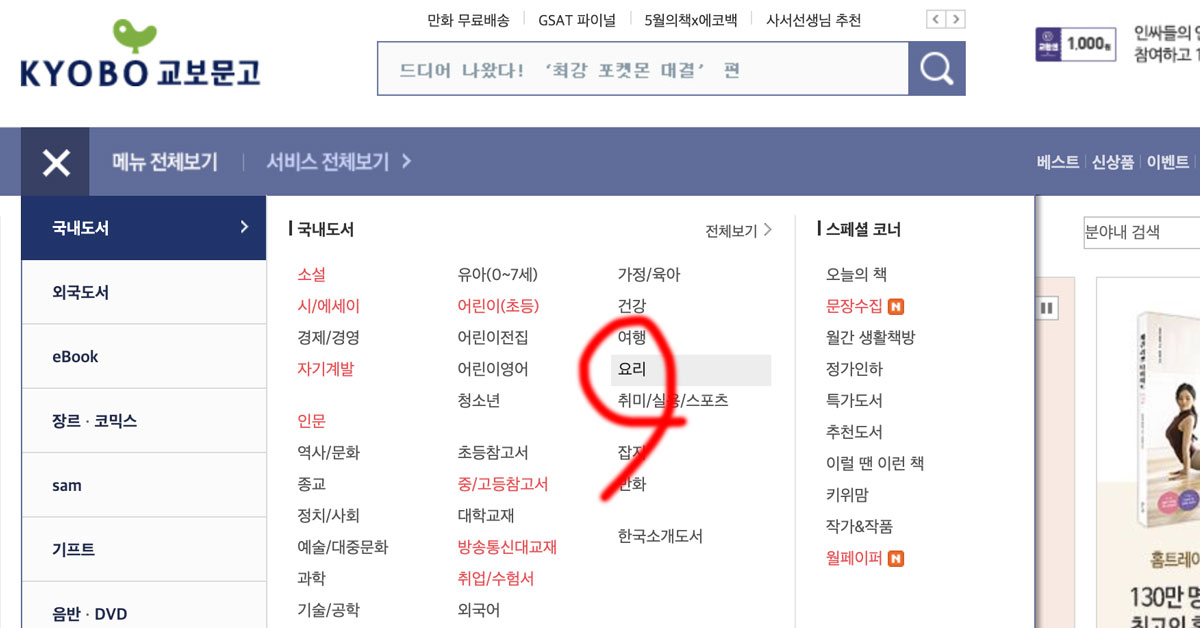 만화 무료배송 GSAT 파이널 5월의책x에코백 사서선생님 추천
KYOBO 교보문고
드디어 나왔다! ‘최강 포켓몬 대결’ 편
교환권 1,000원
인싸들의
참여하고
메뉴 전체보기 서비스 전체보기
베스트 신상품 이벤트
국내도서
외국도서
eBook
장르 · 코믹스
sam
기프트
음반 · DVD
국내도서
전체보기
소설
시/에세이
경제/경영
자기계발
인문
역사/문화
종교
정치/사회
예술/대중문화
과학
기술/공학
유아(0~7세)
어린이(초등)
어린이전집
어린이영어
청소년
초등참고서
중/고등참고서
대학교재
방송통신대교재
취업/수험서
외국어
가정/육아
건강
여행
요리
취미/실용/스포츠
잡지
만화
한국소개도서
스페셜 코너
오늘의 책
문장수집 N
월간 생활책방
정가인하
특가도서
추천도서
이럴 땐 이런 책
키위맘
작가&작품
월페이퍼 N
분야내 검색
홈트레이
130만 명
최고의